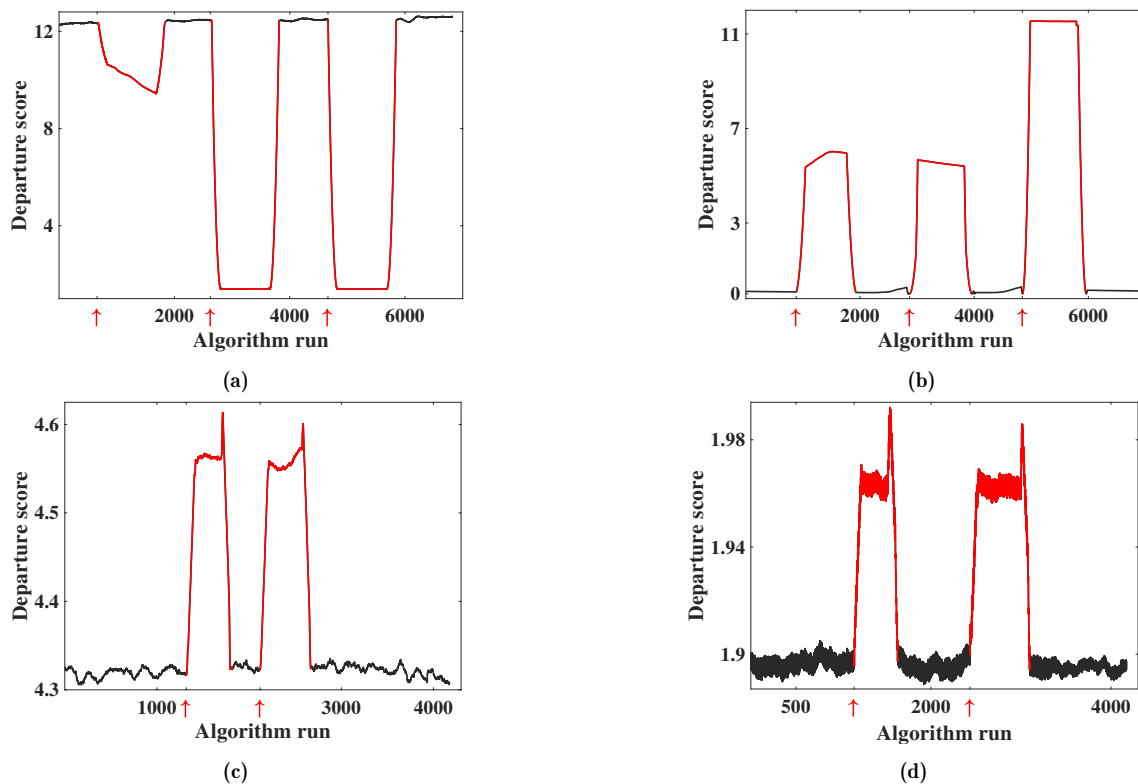 12
8
4
Departure score
2000 4000 6000
↑ ↑ ↑
Algorithm run
(a)
11
7
3
0
Departure score
2000 4000 6000
↑ ↑ ↑
Algorithm run
(b)
4.6
4.5
4.4
4.3
Departure score
1000 3000 4000
↑ ↑
Algorithm run
(c)
1.98
1.94
1.9
Departure score
500 2000 4000
↑ ↑
Algorithm run
(d)